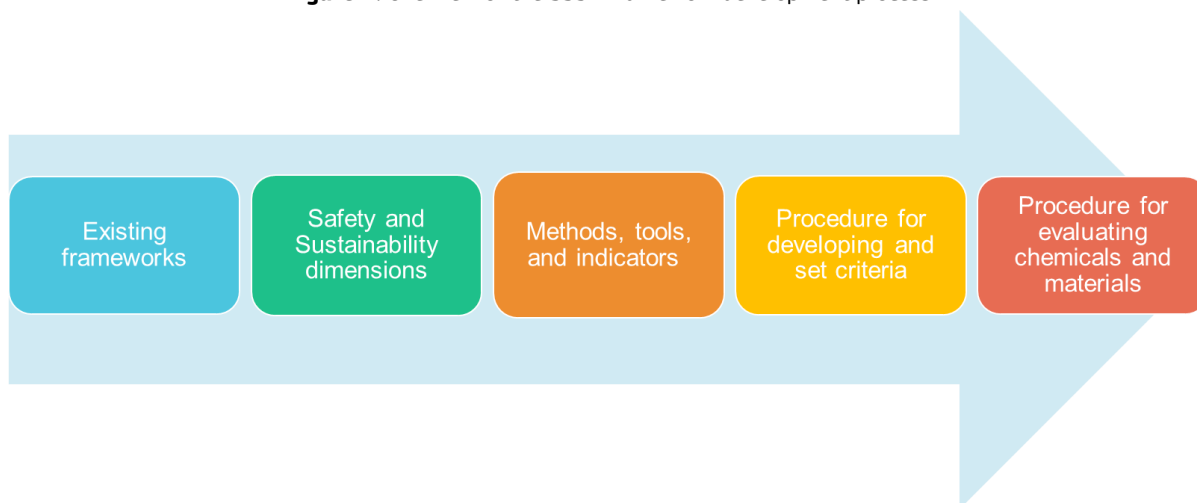 Existing
frameworks
Safety and
Sustainability
dimensions
Methods, tools,
and indicators
Procedure for
developing and
set criteria
Procedure for
evaluating
chemicals and
materials